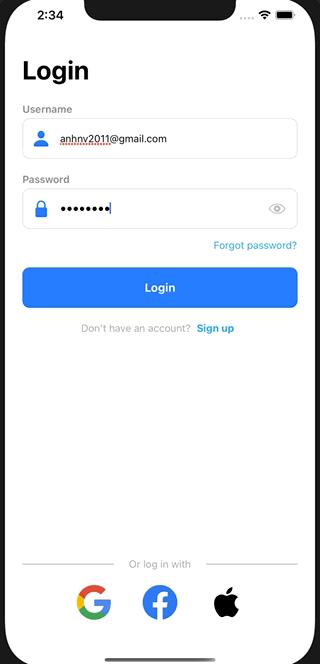 2:34
Login
Username
anhnv2011@gmail.com
Password
••••••••
Forgot password?
Login
Don't have an account? Sign up
Or log in with